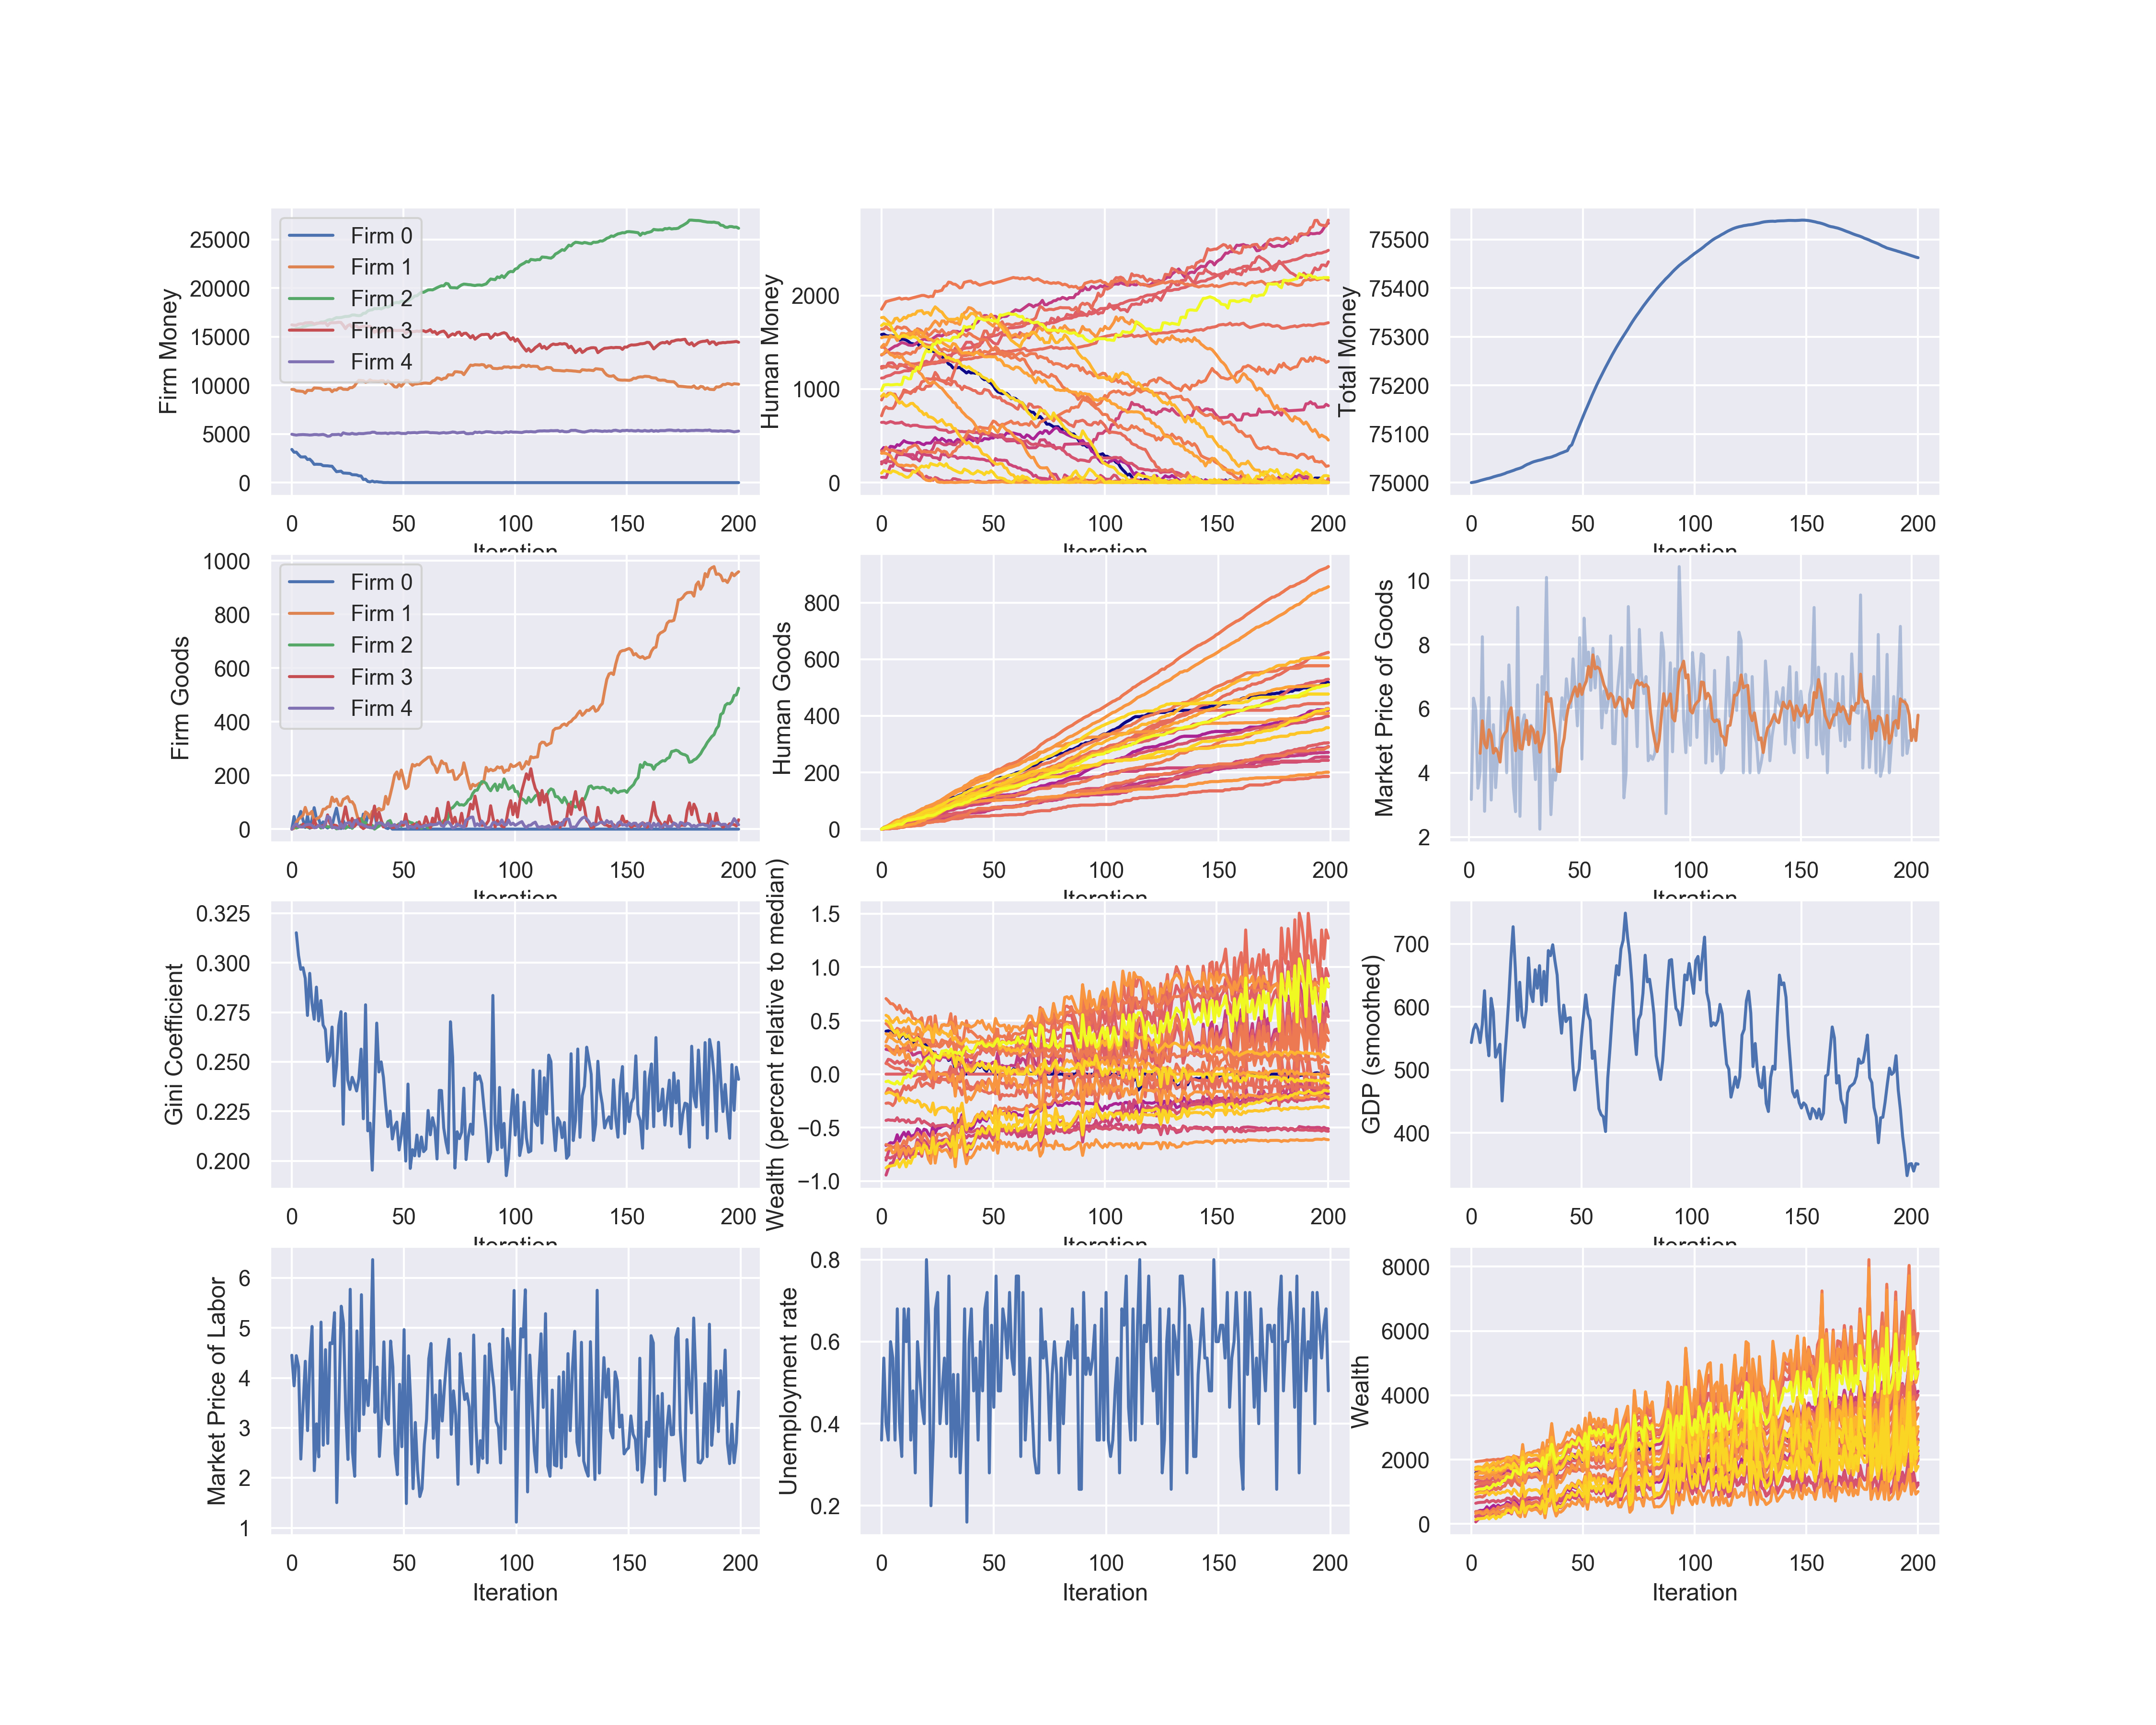 Firm Money
25000
20000
15000
10000
5000
0
Firm 0
Firm 1
Firm 2
Firm 3
Firm 4
0 50 100 150 200
Iteration
Human Money
2000
1000
0
0 50 100 150 200
Iteration
Total Money
75500
75400
75300
75200
75100
75000
0 50 100 150 200
Iteration
Firm Goods
1000
800
600
400
200
0
Firm 0
Firm 1
Firm 2
Firm 3
Firm 4
0 50 100 150 200
Iteration
Human Goods
800
600
400
200
0
0 50 100 150 200
Iteration
Market Price of Goods
10
8
6
4
2
0 50 100 150 200
Iteration
Gini Coefficient
0.325
0.300
0.275
0.250
0.225
0.200
0 50 100 150 200
Iteration
Wealth (percent relative to median)
1.5
1.0
0.5
0.0
−0.5
−1.0
0 50 100 150 200
Iteration
GDP (smoothed)
700
600
500
400
0 50 100 150 200
Iteration
Market Price of Labor
6
5
4
3
2
1
0 50 100 150 200
Iteration
Unemployment rate
0.8
0.6
0.4
0.2
0 50 100 150 200
Iteration
Wealth
8000
6000
4000
2000
0
0 50 100 150 200
Iteration